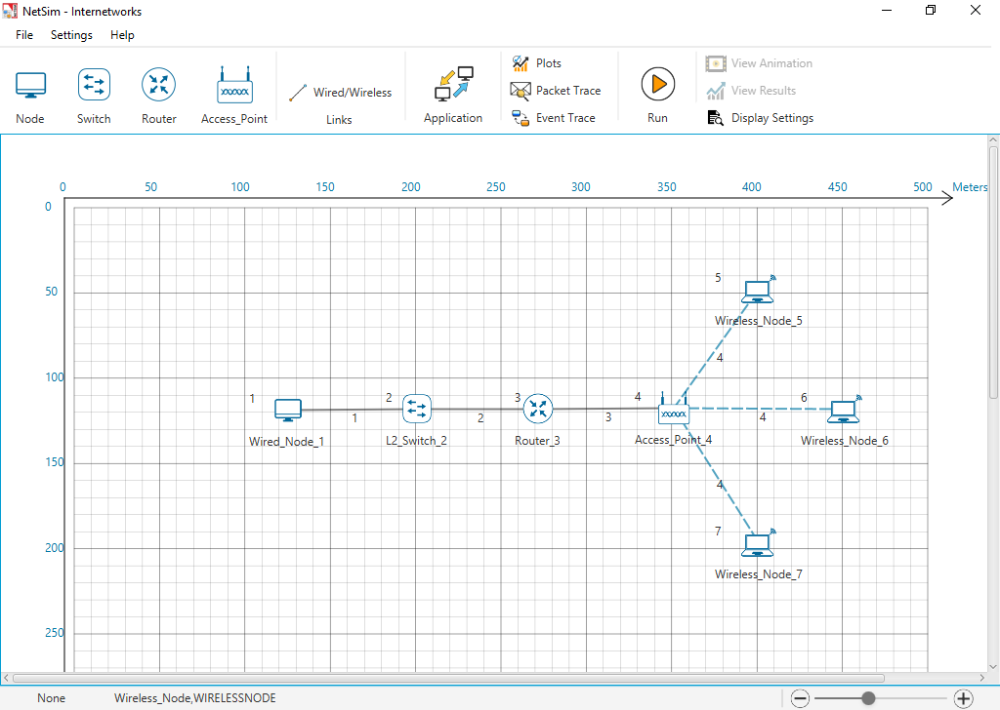 NetSim - Internetworks
File Settings Help
Node
Switch
Router
Access_Point
Wired/Wireless
Links
Application
Plots
Packet Trace
Event Trace
Run
View Animation
View Results
Display Settings
0 50 100 150 200 250 300 350 400 450 500 Meters
0
50
100
150
200
250
5
Wireless_Node_5
4
1
Wired_Node_1
1
2
L2_Switch_2
2
3
Router_3
3
4
Access_Point_4
4
6
Wireless_Node_6
4
7
Wireless_Node_7
None
Wireless_Node,WIRELESSNODE